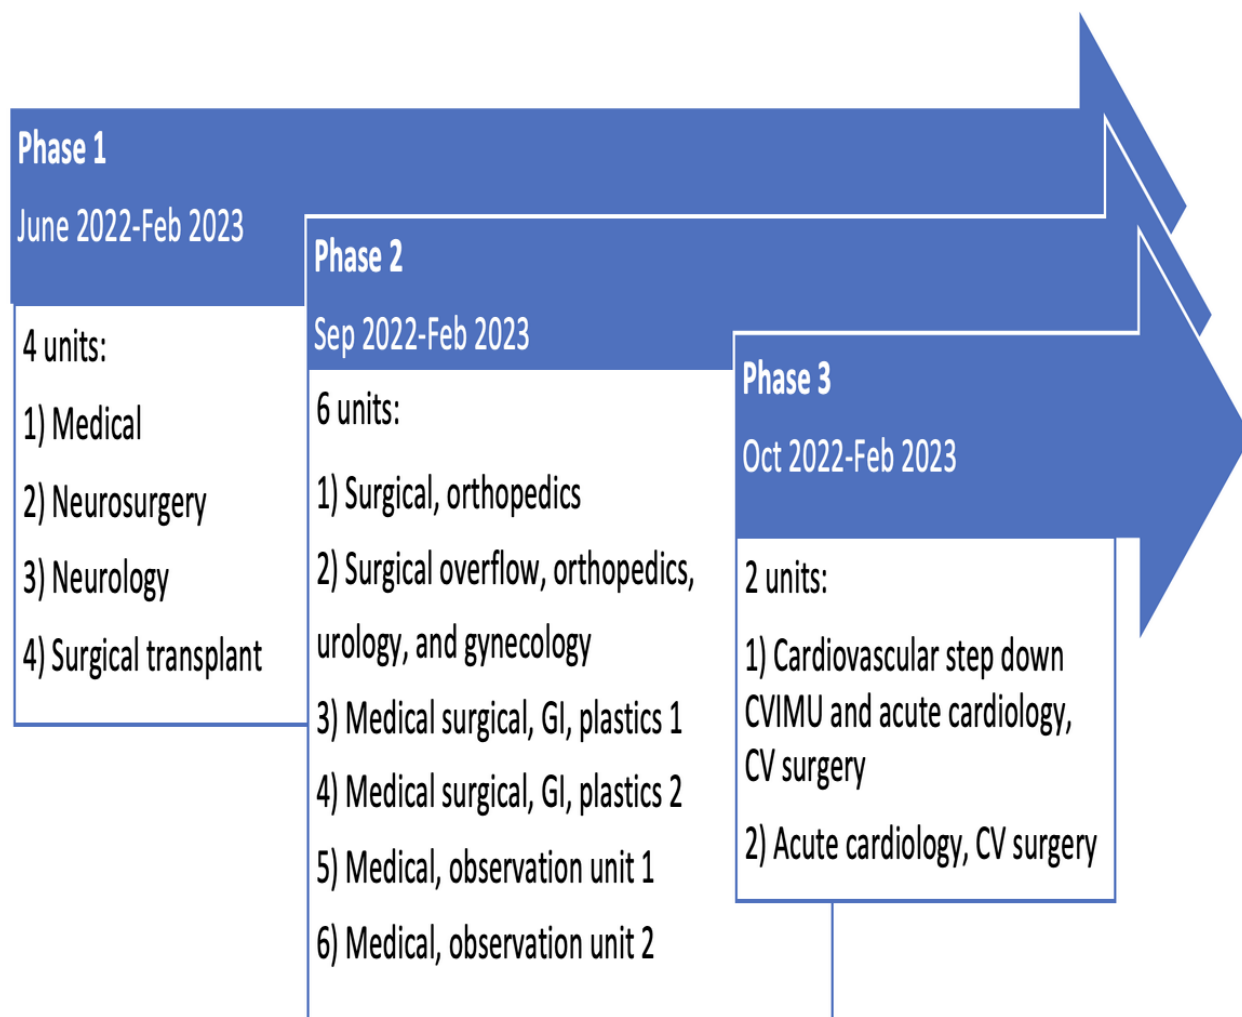 Phase 1
June 2022-Feb 2023
4 units:
1) Medical
2) Neurosurgery
3) Neurology
4) Surgical transplant
Phase 2
Sep 2022-Feb 2023
6 units:
1) Surgical, orthopedics
2) Surgical overflow, orthopedics,
urology, and gynecology
3) Medical surgical, GI, plastics 1
4) Medical surgical, GI, plastics 2
5) Medical, observation unit 1
6) Medical, observation unit 2
Phase 3
Oct 2022-Feb 2023
2 units:
1) Cardiovascular step down
CVIMU and acute cardiology,
CV surgery
2) Acute cardiology, CV surgery